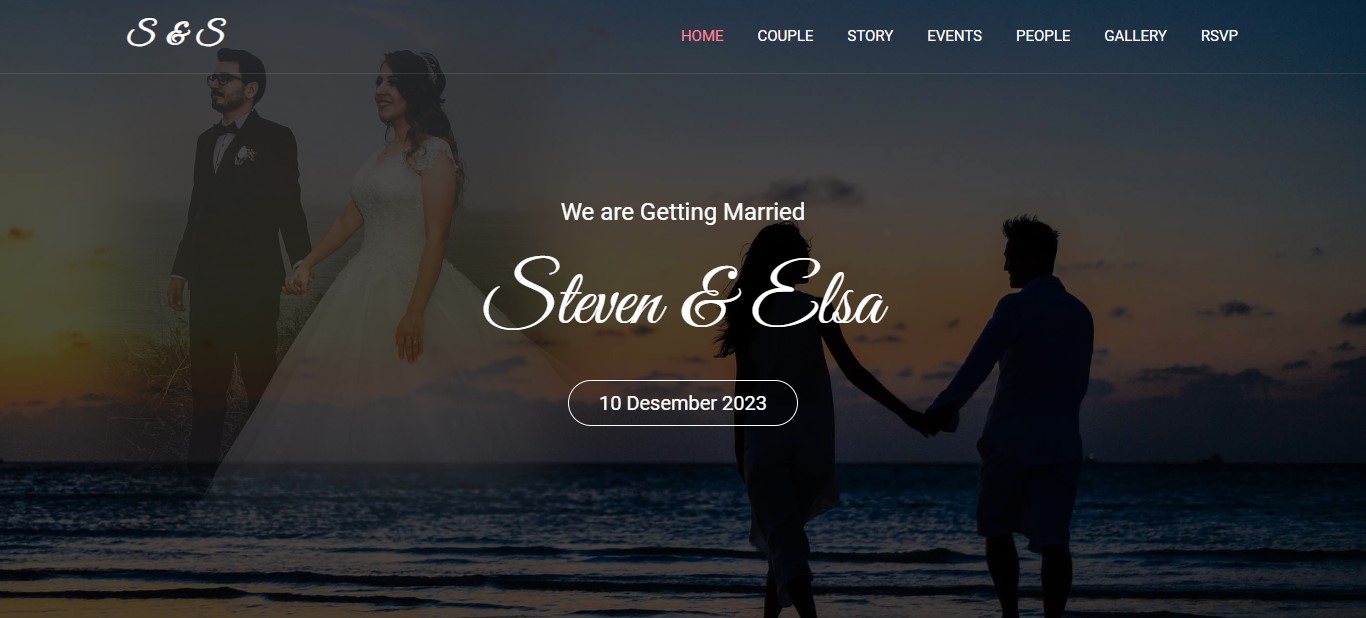 S & S
HOME COUPLE STORY EVENTS PEOPLE GALLERY RSVP
We are Getting Married
Steven & Elsa
10 Desember 2023